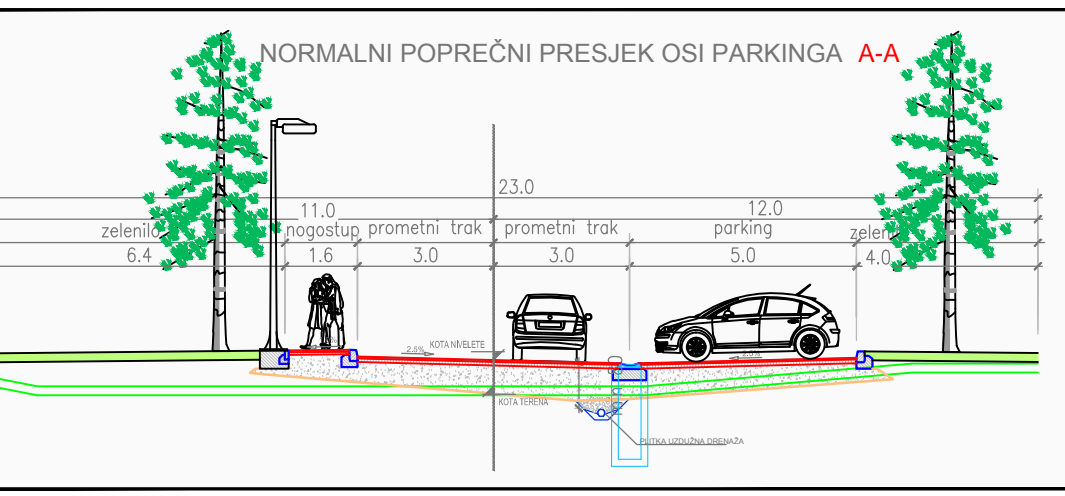 NORMALNI POPREČNI PRESJEK OSI PARKINGA A-A
23.0
11.0 12.0
zelenilo nogostup prometni trak prometni trak parking
6.4 1.6 3.0 3.0 5.0 4.0
2.5% KOTA NIVELETE 2.5%
KOTA TERENA
PLITKA UZDUŽNA DRENAŽA